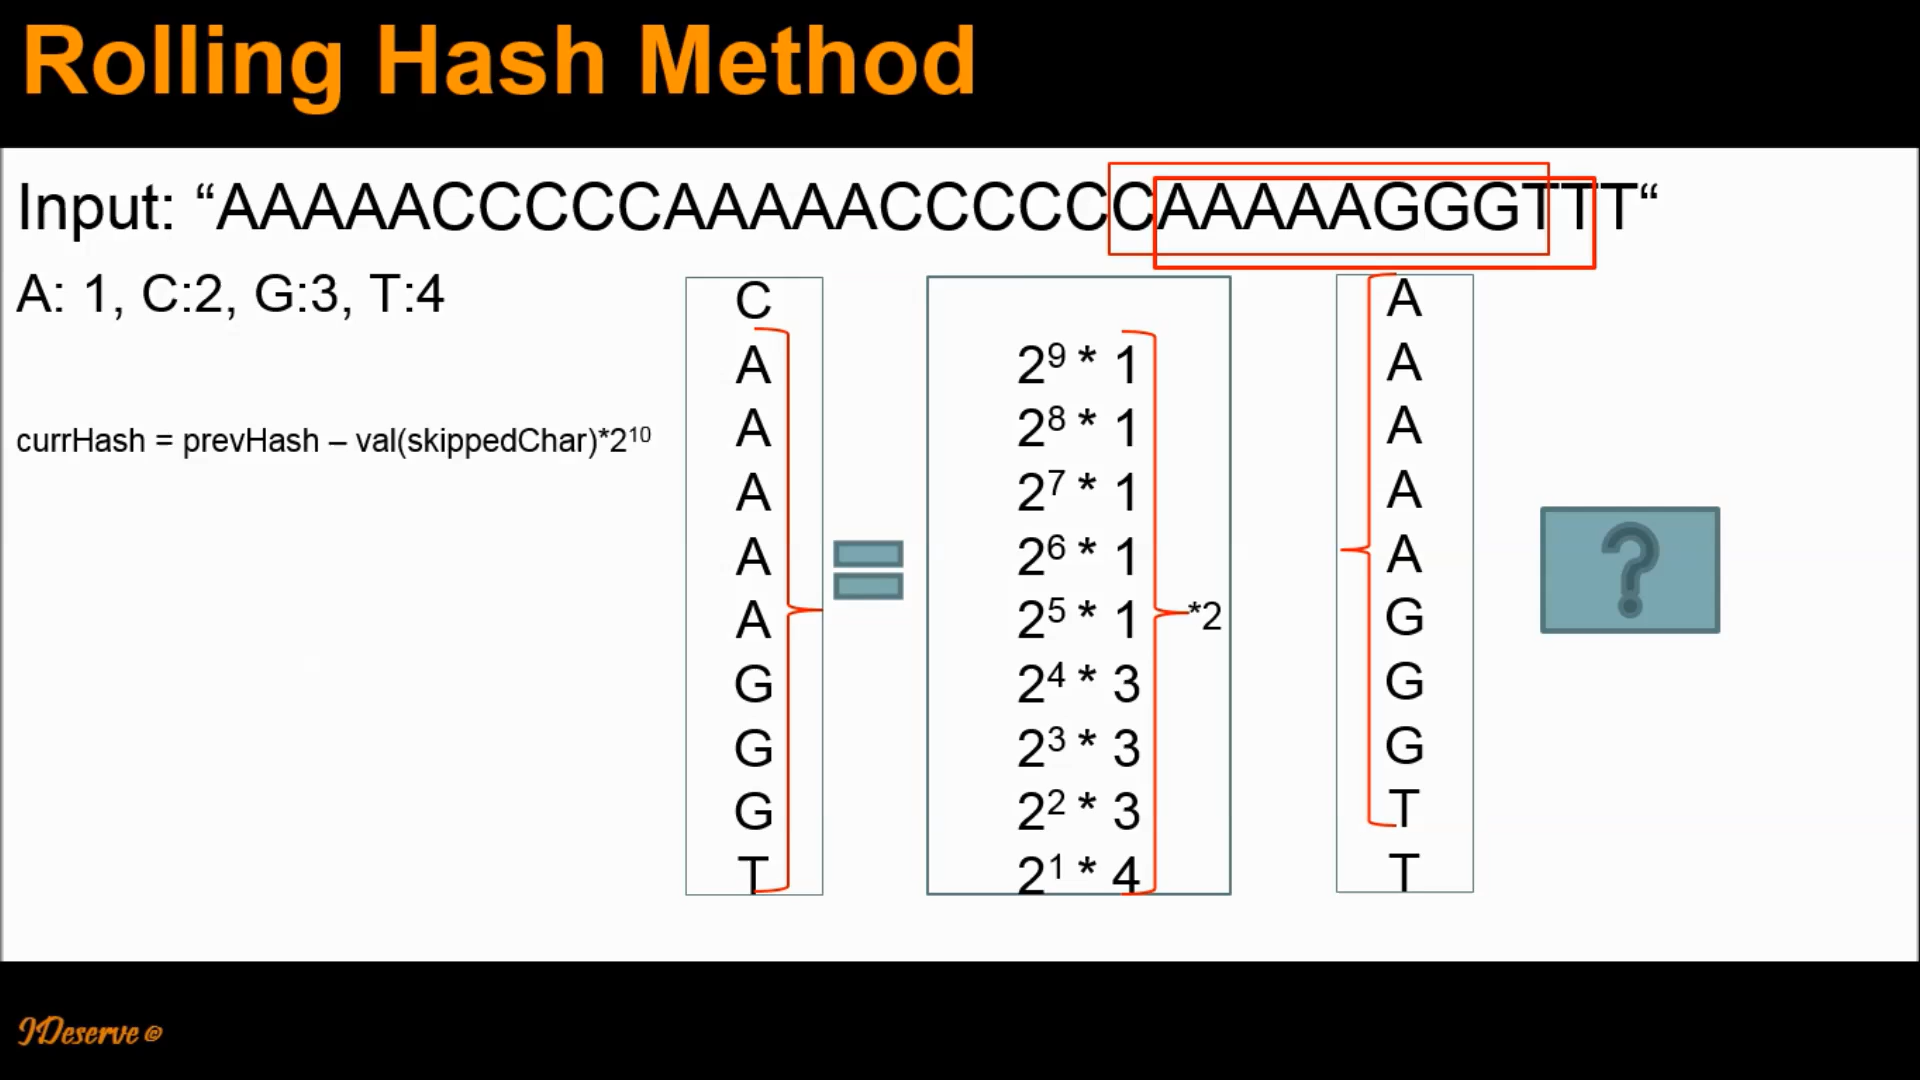 Rolling Hash Method
Input: “AAAAACCCCCAAAAACCCCCCAAAAAGGGTTT“
A: 1, C:2, G:3, T:4
currHash = prevHash – val(skippedChar)*2¹⁰
C
A
A
A
A
A
G
G
G
T
2⁹ * 1
2⁸ * 1
2⁷ * 1
2⁶ * 1
2⁵ * 1
2⁴ * 3
2³ * 3
2² * 3
2¹ * 4
*2
A
A
A
A
A
G
G
G
T
T
?
IDeserve ©